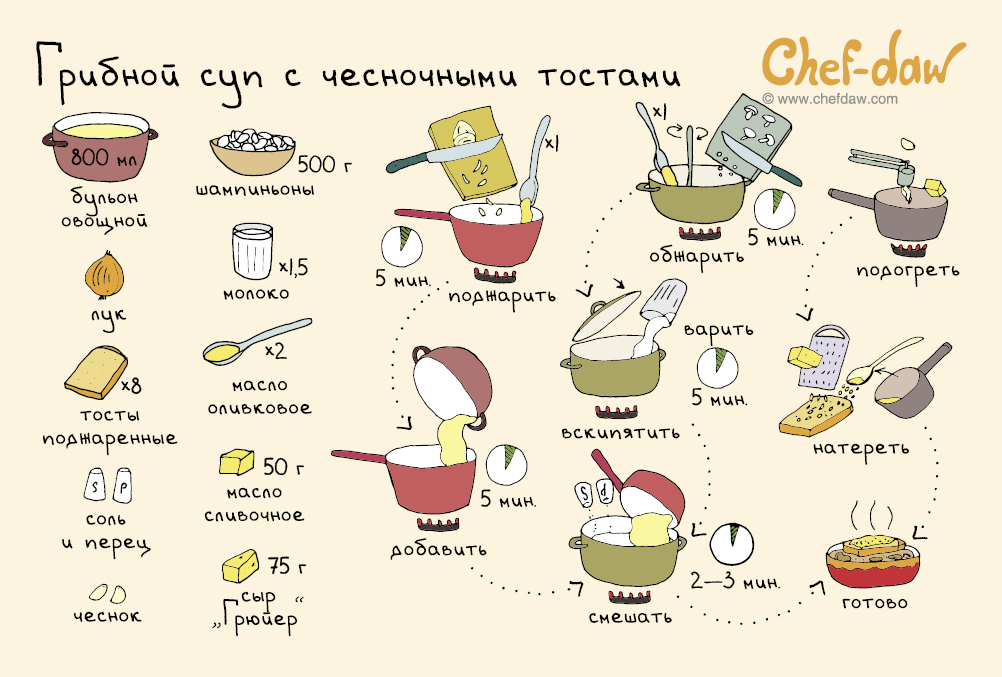 Грибной суп с чесночными тостами
Chef-daw
© www.chefdaw.com
800 мл
бульон
овощной
500 г
шампиньоны
лук
x1,5
молоко
x8
тосты
поджаренные
x2
масло
оливковое
S P
соль
и перец
50 г
масло
сливочное
чеснок
75 г
сыр
„Грюйер“
x1
5 мин.
поджарить
5 мин.
добавить
x1
5 мин.
обжарить
варить
5 мин.
вскипятить
S P
2–3 мин.
смешать
подогреть
натереть
готово